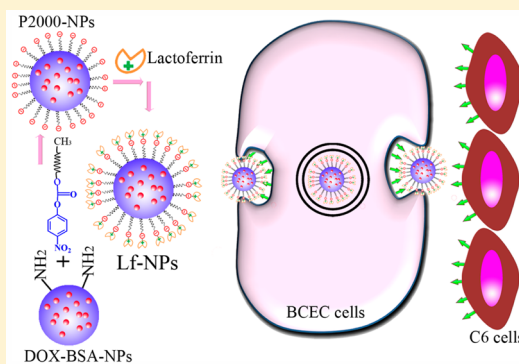 P2000-NPs
Lactoferrin
CH₃
O
O
O
NO₂
NH2
+
NH2
Lf-NPs
DOX-BSA-NPs
BCEC cells
C6 cells